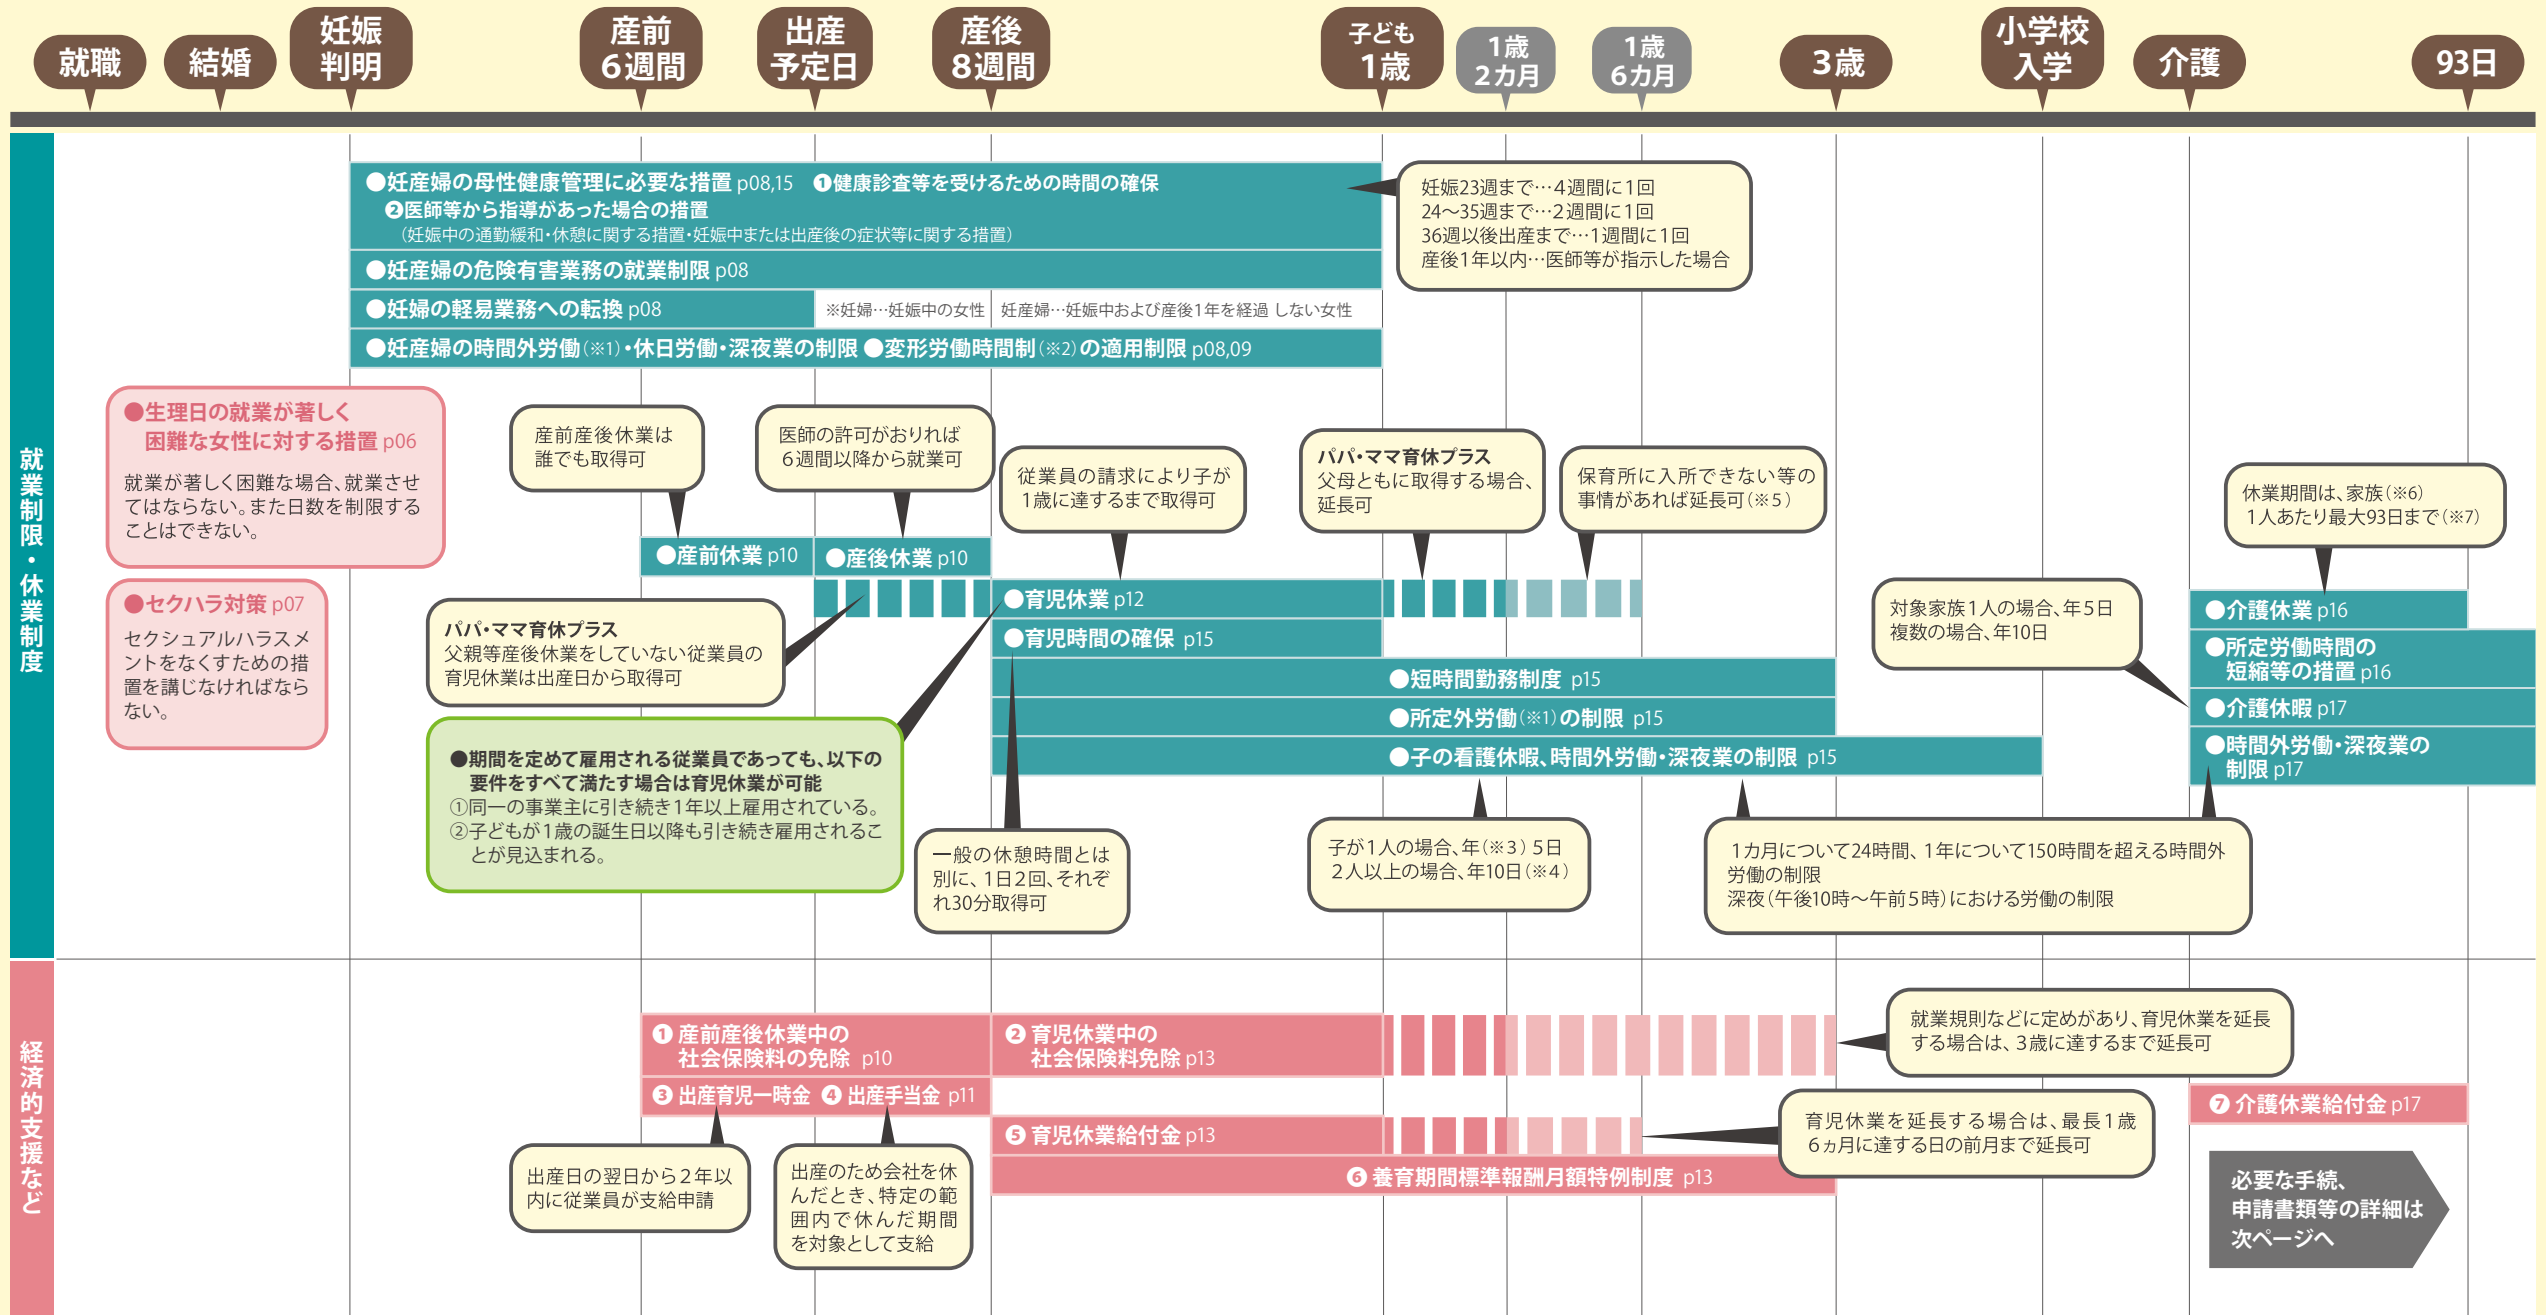 就職
結婚
妊娠
判明
産前
6週間
出産
予定日
産後
8週間
子ども
1歳
1歳
2カ月
1歳
6カ月
3歳
小学校
入学
介護
93日
就業制限・休業制度
●妊産婦の母性健康管理に必要な措置 p08,15 ❶健康診査等を受けるための時間の確保
❷医師等から指導があった場合の措置
（妊娠中の通勤緩和・休憩に関する措置・妊娠中または出産後の症状等に関する措置）
妊娠23週まで…4週間に1回
24～35週まで…2週間に1回
36週以後出産まで…1週間に1回
産後1年以内…医師等が指示した場合
●妊産婦の危険有害業務の就業制限 p08
●妊婦の軽易業務への転換 p08
※妊婦…妊娠中の女性 妊産婦…妊娠中および産後1年を経過 しない女性
●妊産婦の時間外労働（※1）・休日労働・深夜業の制限 ●変形労働時間制（※2）の適用制限 p08,09
●生理日の就業が著しく
困難な女性に対する措置 p06
就業が著しく困難な場合、就業させ
てはならない。また日数を制限する
ことはできない。
●セクハラ対策 p07
セクシュアルハラスメ
ントをなくすための措
置を講じなければなら
ない。
産前産後休業は
誰でも取得可
医師の許可がおりれば
6週間以降から就業可
従業員の請求により子が
1歳に達するまで取得可
パパ・ママ育休プラス
父母ともに取得する場合、
延長可
保育所に入所できない等の
事情があれば延長可（※5）
休業期間は、家族（※6）
1人あたり最大93日まで（※7）
●産前休業 p10
●産後休業 p10
●育児休業 p12
●育児時間の確保 p15
パパ・ママ育休プラス
父親等産後休業をしていない従業員の
育児休業は出産日から取得可
●短時間勤務制度 p15
●所定外労働（※1）の制限 p15
●子の看護休暇、時間外労働・深夜業の制限 p15
対象家族1人の場合、年5日
複数の場合、年10日
●介護休業 p16
●所定労働時間の
短縮等の措置 p16
●介護休暇 p17
●時間外労働・深夜業の
制限 p17
●期間を定めて雇用される従業員であっても、以下の
要件をすべて満たす場合は育児休業が可能
①同一の事業主に引き続き1年以上雇用されている。
②子どもが1歳の誕生日以降も引き続き雇用されるこ
とが見込まれる。
一般の休憩時間とは
別に、1日2回、それぞ
れ30分取得可
子が1人の場合、年（※3）5日
2人以上の場合、年10日（※4）
1カ月について24時間、1年について150時間を超える時間外
労働の制限
深夜（午後10時～午前5時）における労働の制限
経済的支援など
❶ 産前産後休業中の
社会保険料の免除 p10
❷ 育児休業中の
社会保険料免除 p13
就業規則などに定めがあり、育児休業を延長
する場合は、3歳に達するまで延長可
❸ 出産育児一時金 ❹ 出産手当金 p11
❺ 育児休業給付金 p13
育児休業を延長する場合は、最長1歳
6ヵ月に達する日の前月まで延長可
❻ 養育期間標準報酬月額特例制度 p13
❼ 介護休業給付金 p17
出産日の翌日から2年以
内に従業員が支給申請
出産のため会社を休
んだとき、特定の範
囲内で休んだ期間
を対象として支給
必要な手続、
申請書類等の詳細は
次ページへ